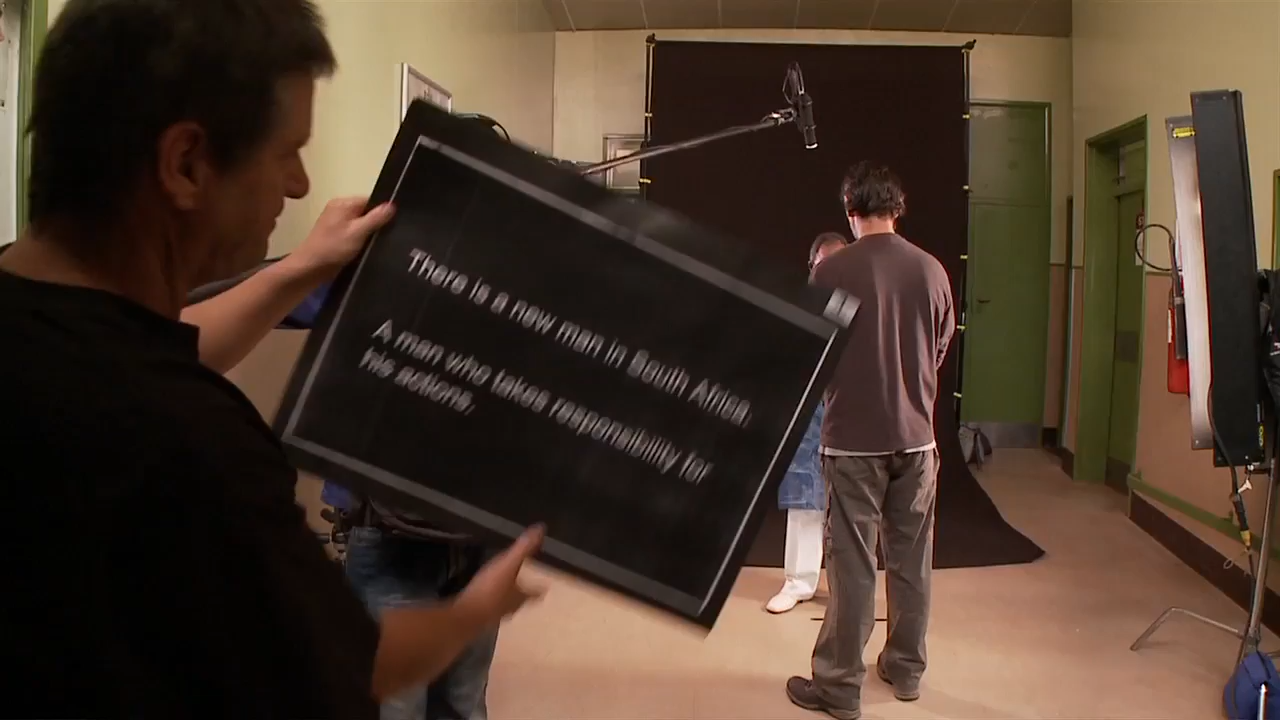 There is a new man in South Africa.
A man who takes responsibility for
his actions.